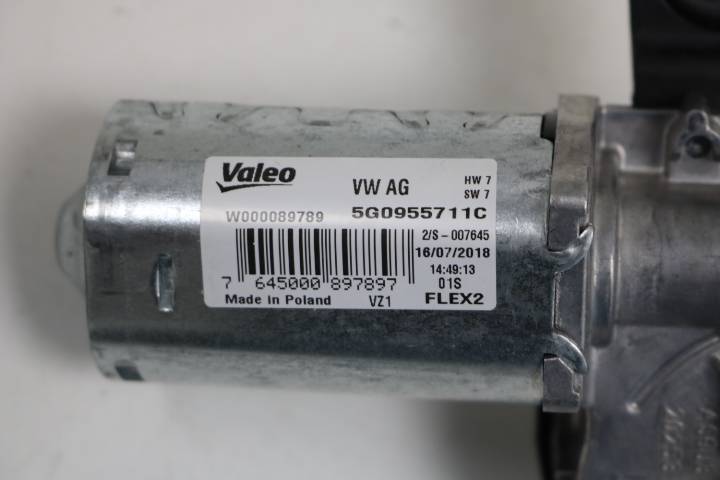 Valeo
VW AG
HW 7
SW 7
W000089789
5G0955711C
2/S-007645
16/07/2018
14:49:13
7 645000 897897
01S
Made in Poland
VZ1
FLEX2